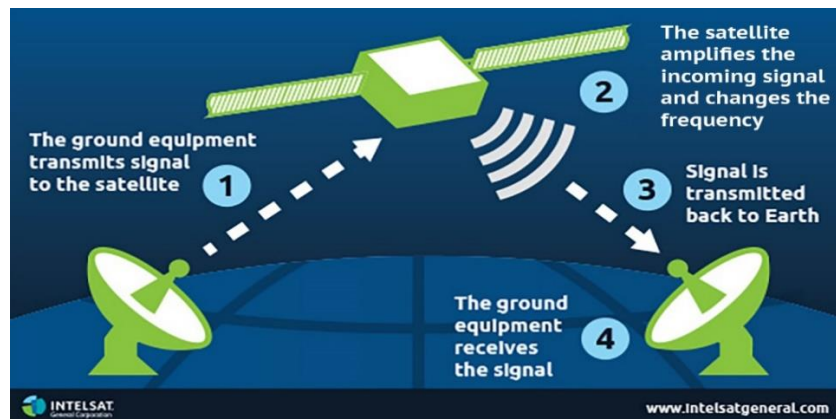 The ground equipment
transmits signal
to the satellite
1
2
The satellite
amplifies the
incoming signal
and changes the
frequency
3
Signal is
transmitted
back to Earth
The ground
equipment
receives
the signal
4
INTELSAT
General Corporation
www.intelsatgeneral.com